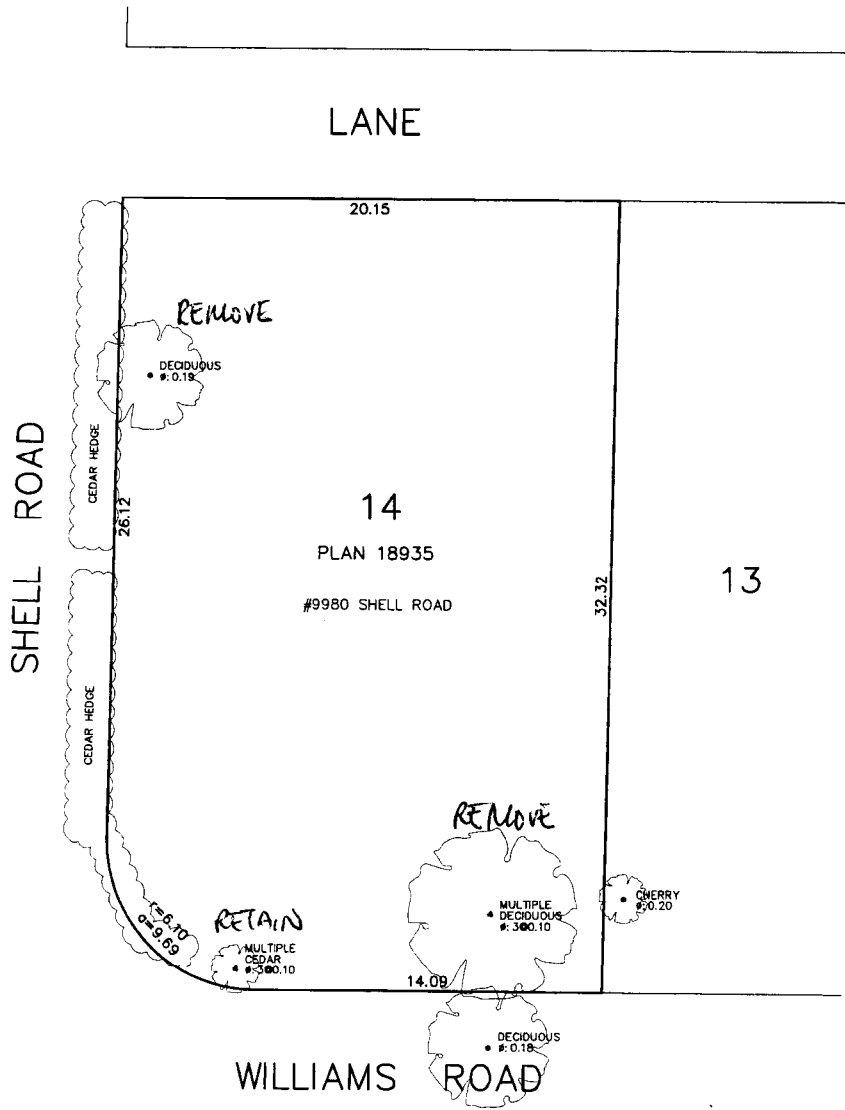 LANE
20.15
REMOVE
DECIDUOUS
ø: 0.19
SHELL ROAD
CEDAR HEDGE
26.12
14
PLAN 18935
#9980 SHELL ROAD
32.32
13
CEDAR HEDGE
REMOVE
MULTIPLE
DECIDUOUS
ø: 3@0.10
CHERRY
ø: 0.20
r=6.10
a=9.69
RETAIN
MULTIPLE
CEDAR
ø: 3@0.10
14.09
DECIDUOUS
ø: 0.18
WILLIAMS ROAD